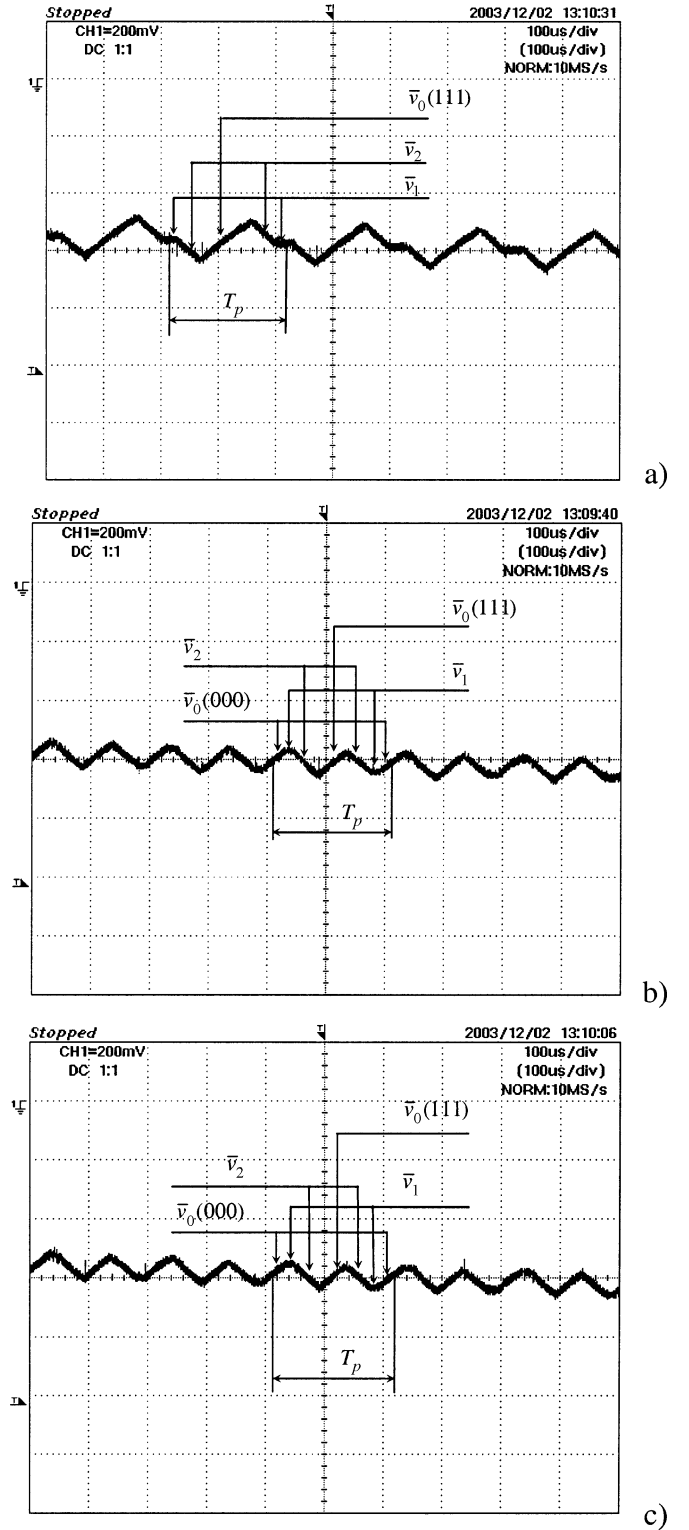 Stopped 2003/12/02 13:10:31
CH1=200mV 100us/div
DC 1:1 (100us/div)
NORM:10MS/s
v̅₀(111)
v̅₂
v̅₁
Tₚ
a)
Stopped 2003/12/02 13:09:40
CH1=200mV 100us/div
DC 1:1 (100us/div)
NORM:10MS/s
v̅₀(111)
v̅₂
v̅₁
v̅₀(000)
Tₚ
b)
Stopped 2003/12/02 13:10:06
CH1=200mV 100us/div
DC 1:1 (100us/div)
NORM:10MS/s
v̅₀(111)
v̅₂ v̅₁
v̅₀(000)
Tₚ
c)